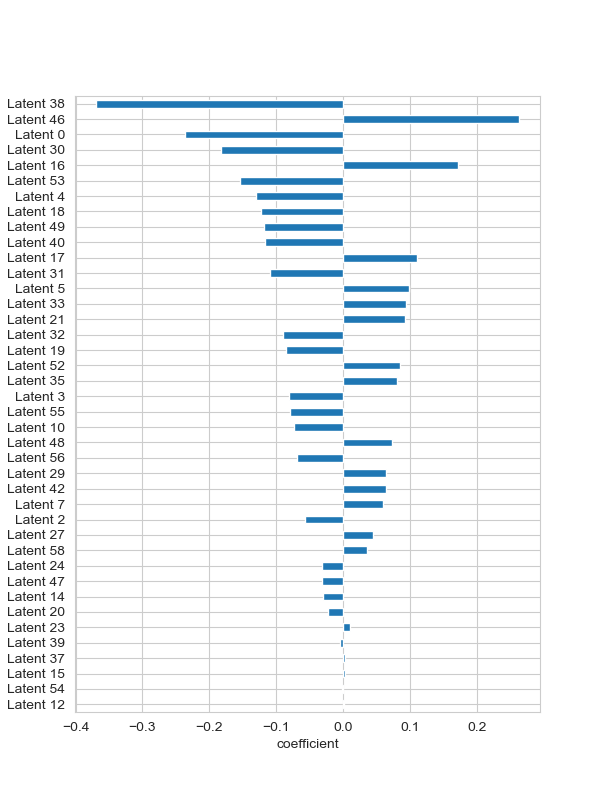 Latent 38
Latent 46
Latent 0
Latent 30
Latent 16
Latent 53
Latent 4
Latent 18
Latent 49
Latent 40
Latent 17
Latent 31
Latent 5
Latent 33
Latent 21
Latent 32
Latent 19
Latent 52
Latent 35
Latent 3
Latent 55
Latent 10
Latent 48
Latent 56
Latent 29
Latent 42
Latent 7
Latent 2
Latent 27
Latent 58
Latent 24
Latent 47
Latent 14
Latent 20
Latent 23
Latent 39
Latent 37
Latent 15
Latent 54
Latent 12
−0.4 −0.3 −0.2 −0.1 0.0 0.1 0.2
coefficient